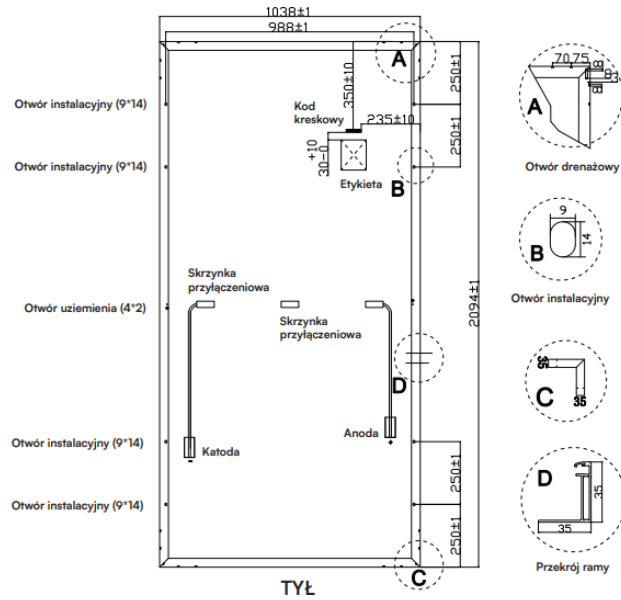 1038±1
988±1
A
350±10
250±1
Kod
kreskowy
235±10
Otwór instalacyjny (9*14)
250±1
+10
30-0
Etykieta
Otwór instalacyjny (9*14)
B
Skrzynka
przyłączeniowa
Otwór uziemienia (4*2)
Skrzynka
przyłączeniowa
2094±1
D
Anoda
Katoda
Otwór instalacyjny (9*14)
250±1
Otwór instalacyjny (9*14)
250±1
C
TYŁ
70,75
A
Otwór drenażowy
9
14
B
Otwór instalacyjny
35
C
35
D
35
35
Przekrój ramy